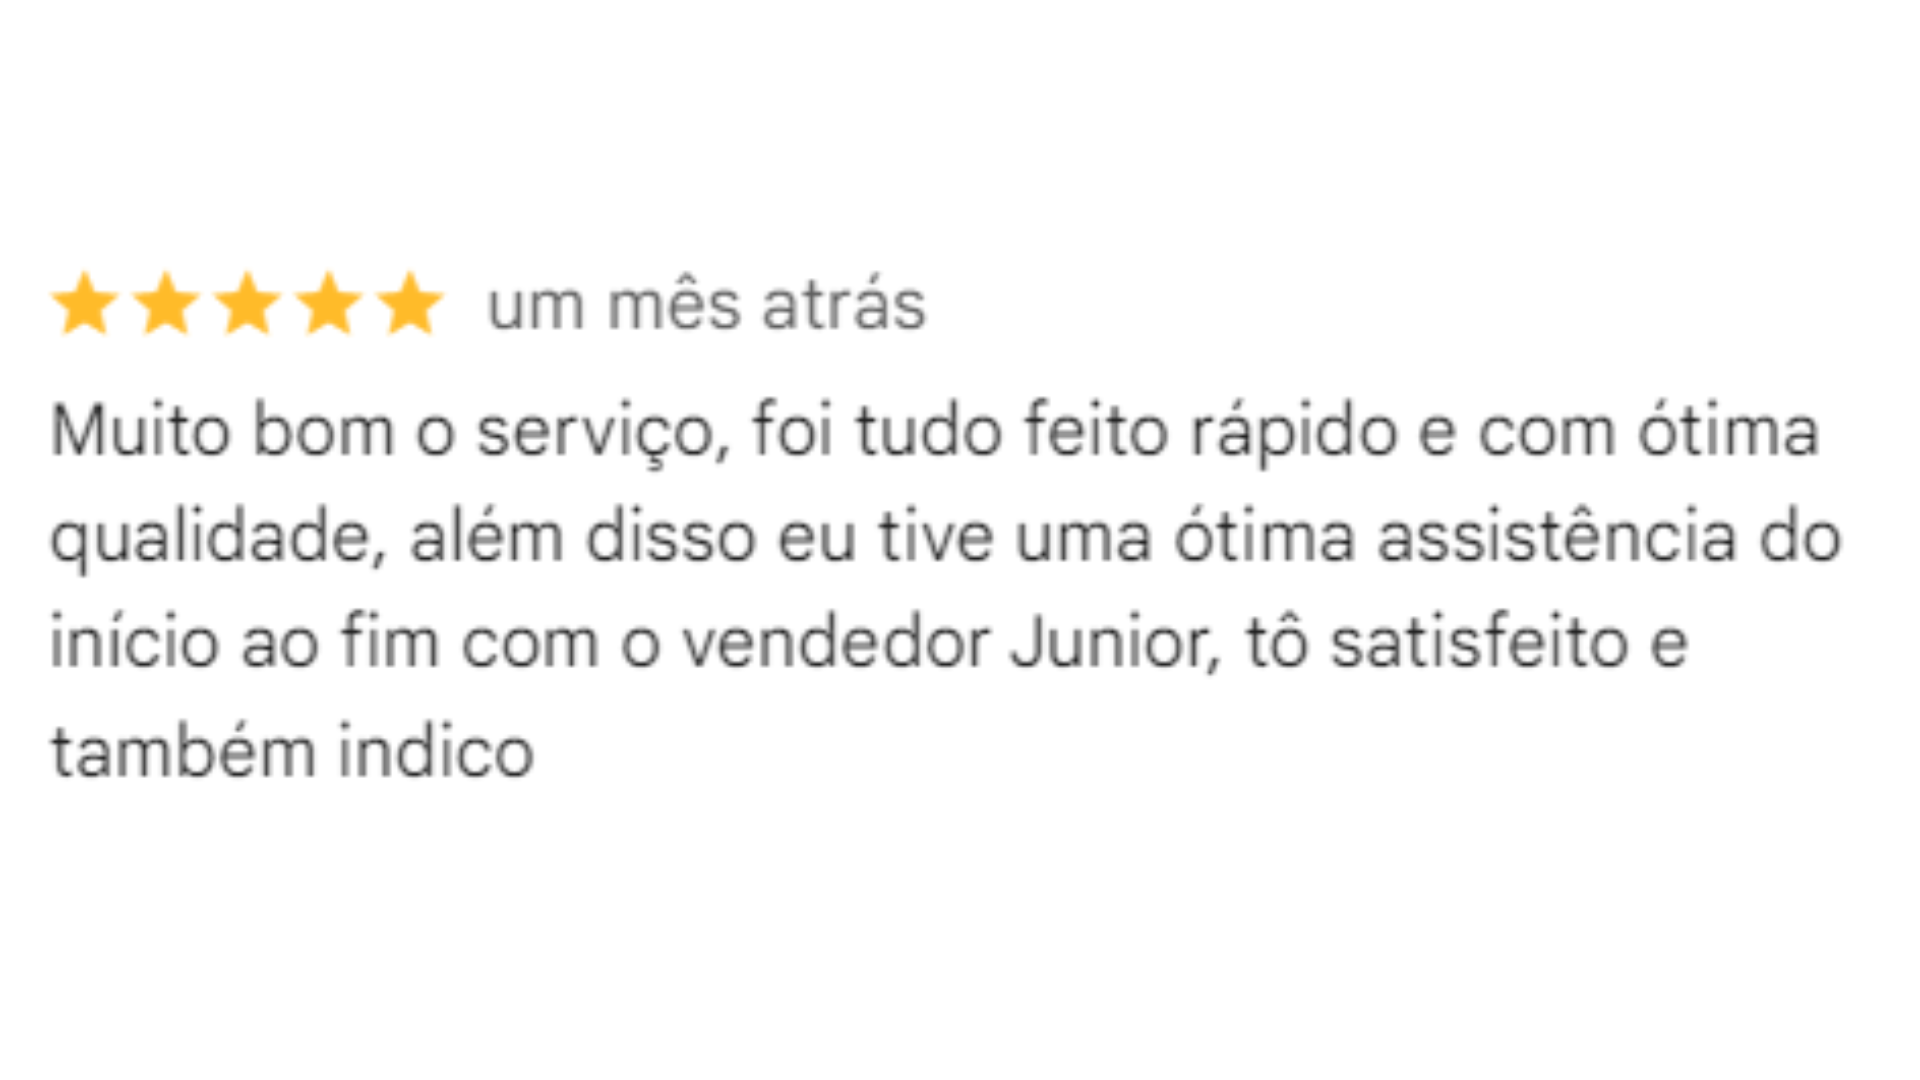 um mês atrás
Muito bom o serviço, foi tudo feito rápido e com ótima
qualidade, além disso eu tive uma ótima assistência do
início ao fim com o vendedor Junior, tô satisfeito e
também indico